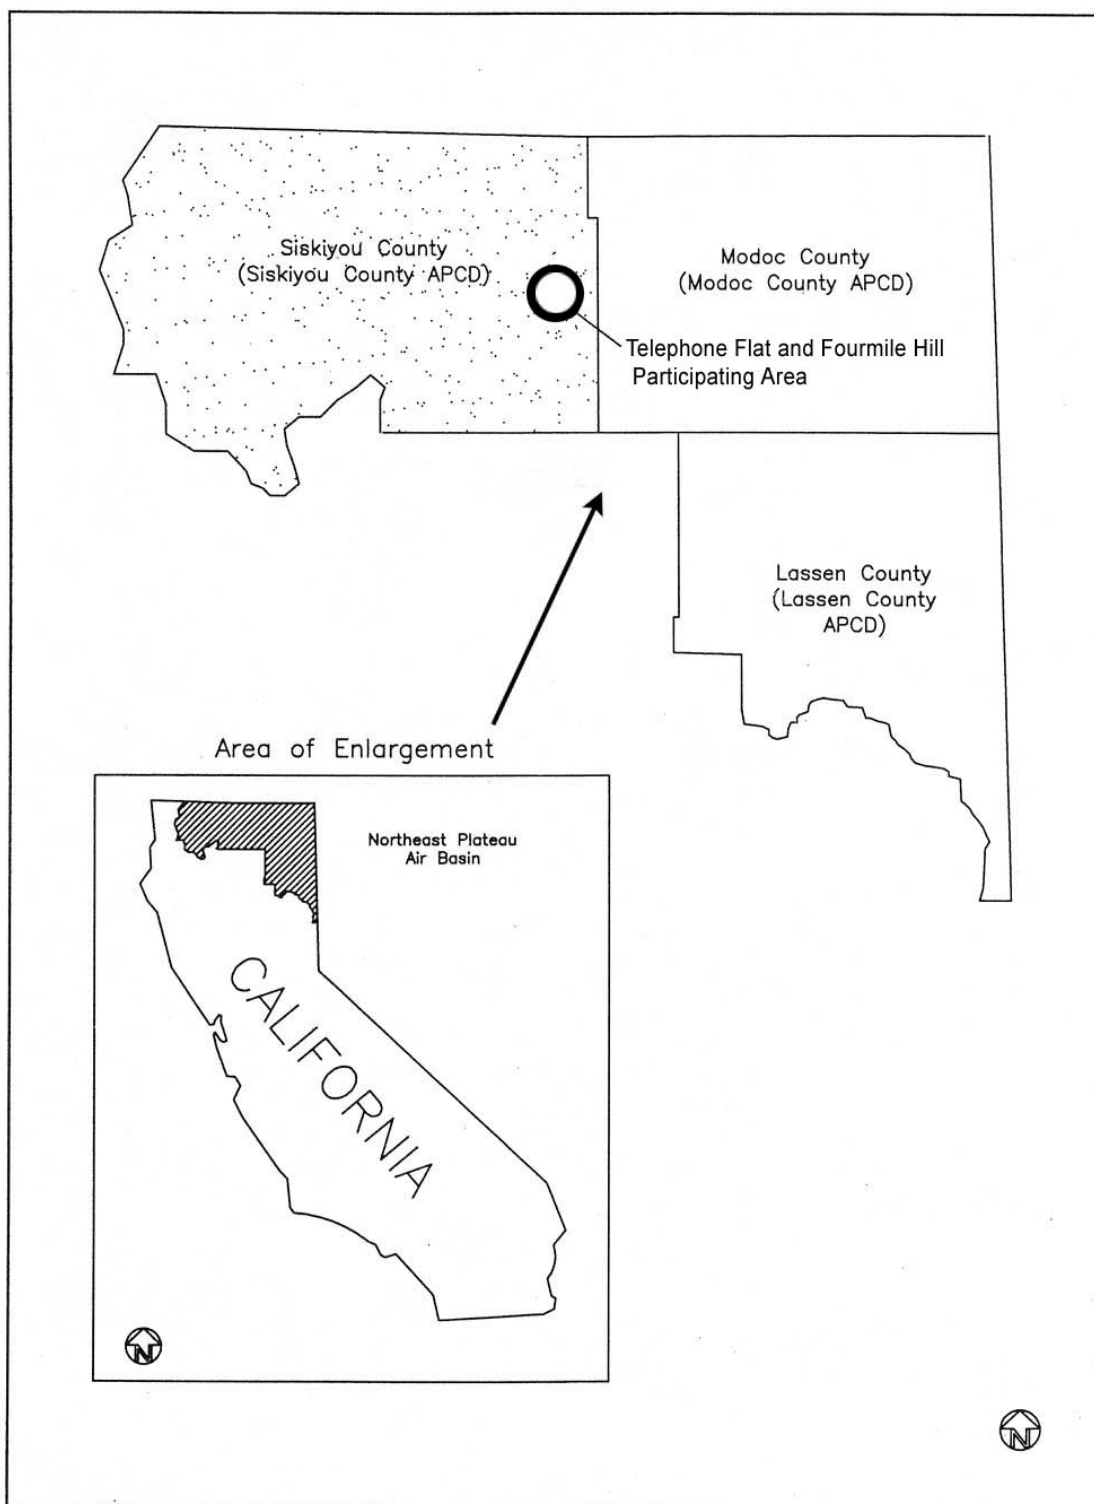 Siskiyou County
(Siskiyou County APCD)
Modoc County
(Modoc County APCD)
Telephone Flat and Fourmile Hill
Participating Area
Lassen County
(Lassen County
APCD)
Area of Enlargement
Northeast Plateau
Air Basin
CALIFORNIA
N
N